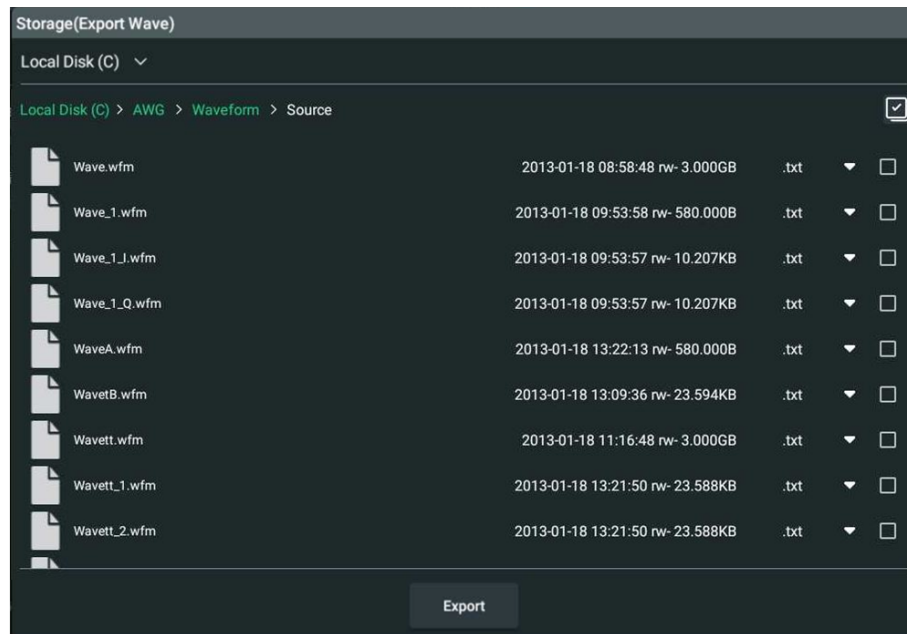 Storage(Export Wave)
Local Disk (C)
Local Disk (C) > AWG > Waveform > Source
Wave.wfm 2013-01-18 08:58:48 rw- 3.000GB .txt
Wave_1.wfm 2013-01-18 09:53:58 rw- 580.000B .txt
Wave_1_I.wfm 2013-01-18 09:53:57 rw- 10.207KB .txt
Wave_1_Q.wfm 2013-01-18 09:53:57 rw- 10.207KB .txt
WaveA.wfm 2013-01-18 13:22:13 rw- 580.000B .txt
WavetB.wfm 2013-01-18 13:09:36 rw- 23.594KB .txt
Wavett.wfm 2013-01-18 11:16:48 rw- 3.000GB .txt
Wavett_1.wfm 2013-01-18 13:21:50 rw- 23.588KB .txt
Wavett_2.wfm 2013-01-18 13:21:50 rw- 23.588KB .txt
Export